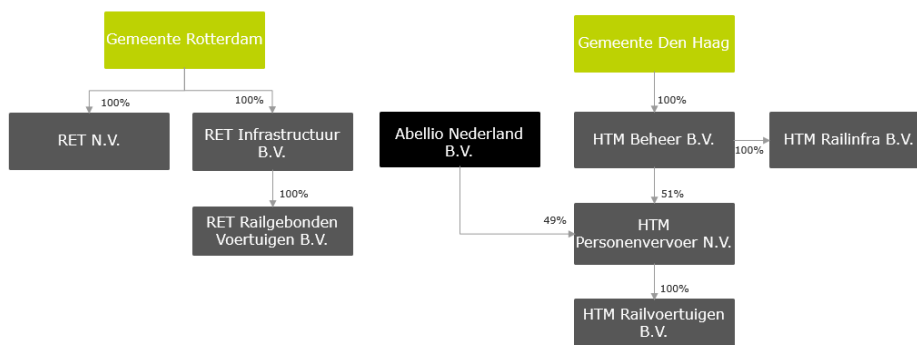 Gemeente Rotterdam
Gemeente Den Haag
100%
100%
100%
RET N.V.
RET Infrastructuur
B.V.
Abellio Nederland
B.V.
HTM Beheer B.V.
100%
HTM Railinfra B.V.
100%
51%
RET Railgebonden
Voertuigen B.V.
49%
HTM
Personenvervoer N.V.
100%
HTM Railvoertuigen
B.V.